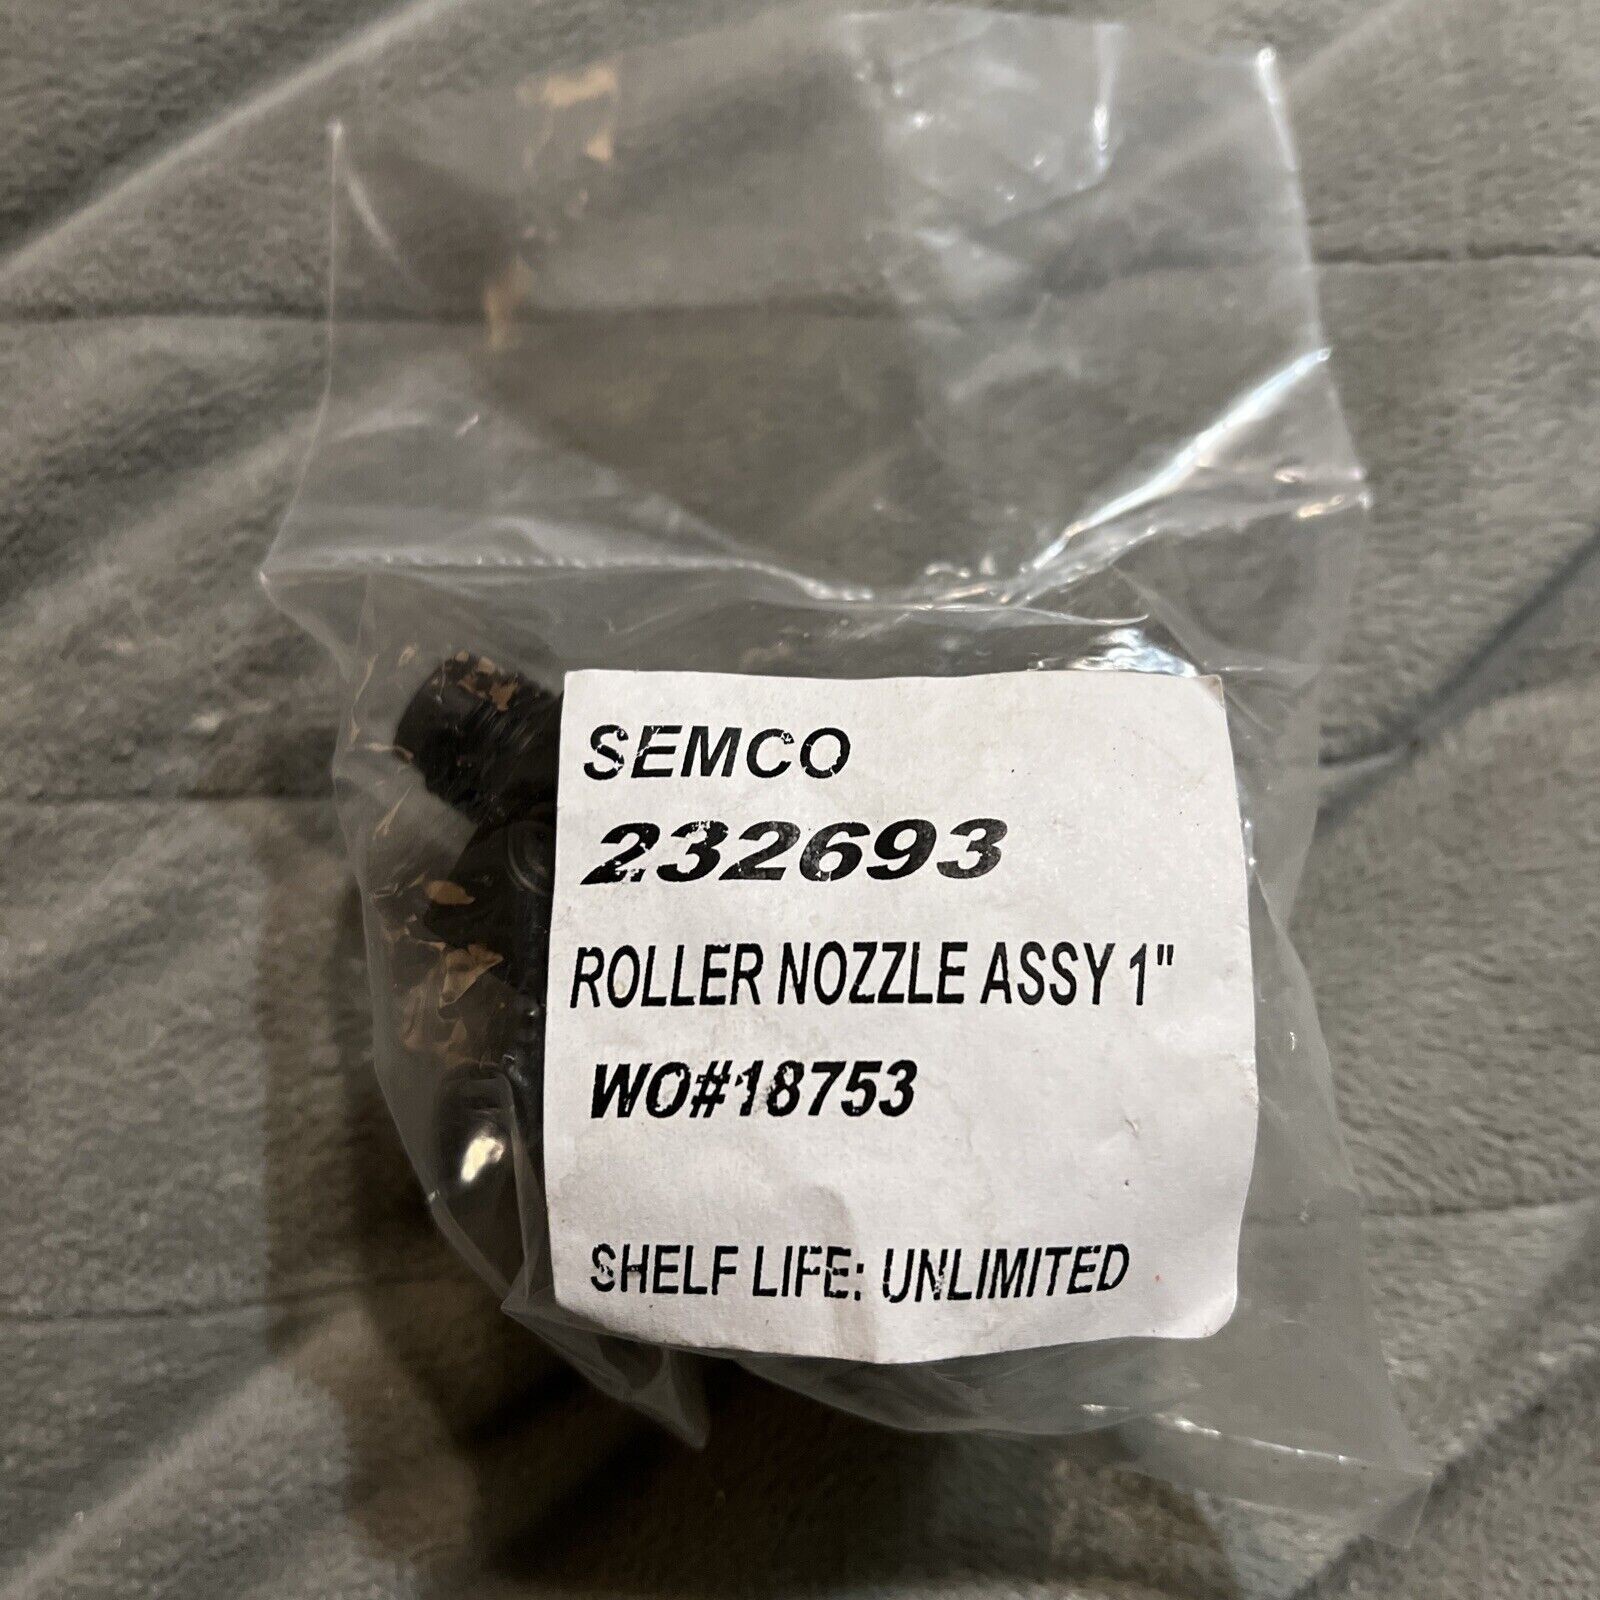 SEMCO
232693
ROLLER NOZZLE ASSY 1"
WO#18753
SHELF LIFE: UNLIMITED